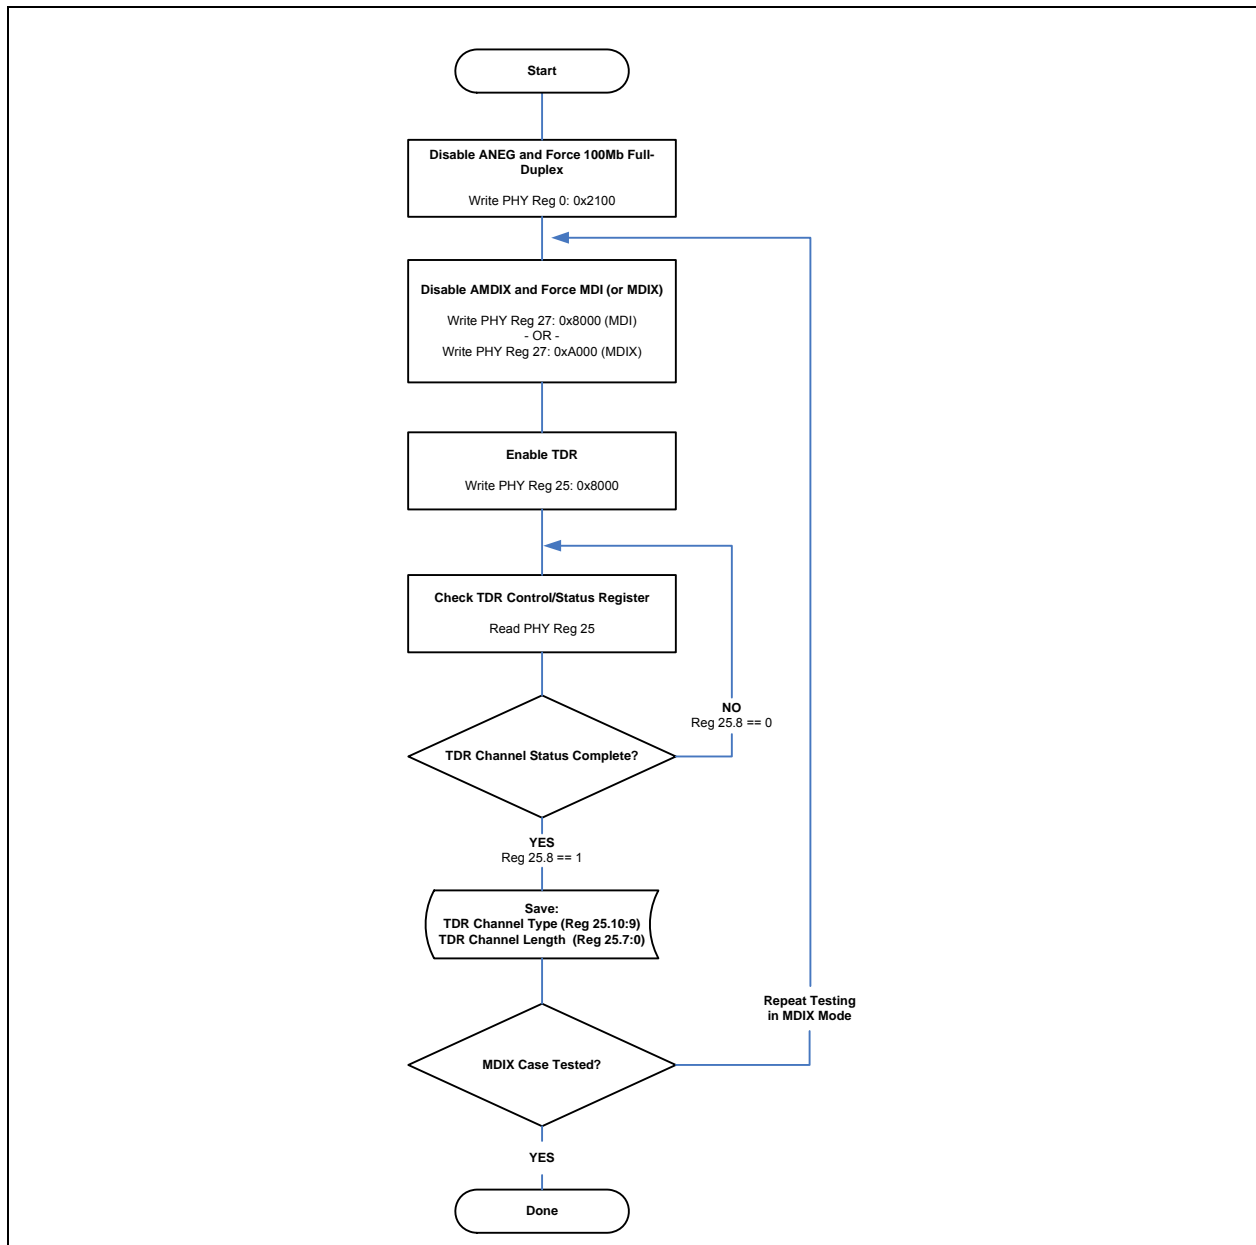 Start
Disable ANEG and Force 100Mb Full-
Duplex
Write PHY Reg 0: 0x2100
Disable AMDIX and Force MDI (or MDIX)
Write PHY Reg 27: 0x8000 (MDI)
- OR -
Write PHY Reg 27: 0xA000 (MDIX)
Enable TDR
Write PHY Reg 25: 0x8000
Check TDR Control/Status Register
Read PHY Reg 25
NO
Reg 25.8 == 0
TDR Channel Status Complete?
YES
Reg 25.8 == 1
Save:
TDR Channel Type (Reg 25.10:9)
TDR Channel Length (Reg 25.7:0)
Repeat Testing
in MDIX Mode
MDIX Case Tested?
YES
Done